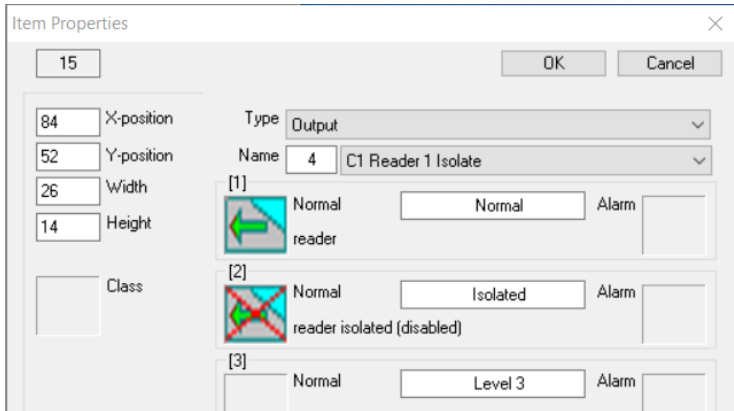 Item Properties
15 OK Cancel
84 X-position Type Output
52 Y-position Name 4 C1 Reader 1 Isolate
26 Width [1]
Normal Normal Alarm
14 Height
reader
[2]
Class Normal Isolated Alarm
reader isolated (disabled)
[3]
Normal Level 3 Alarm